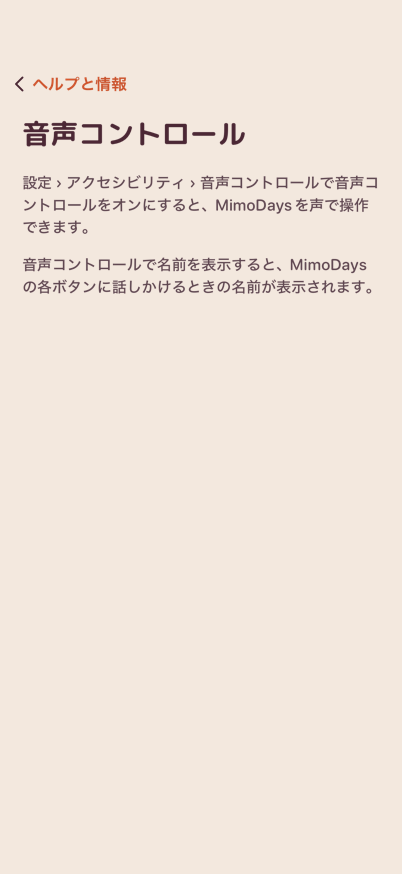 ヘルプと情報
音声コントロール
設定 › アクセシビリティ › 音声コントロールで音声コ
ントロールをオンにすると、MimoDays を声で操作
できます。
音声コントロールで名前を表示すると、MimoDays
の各ボタンに話しかけるときの名前が表示されます。